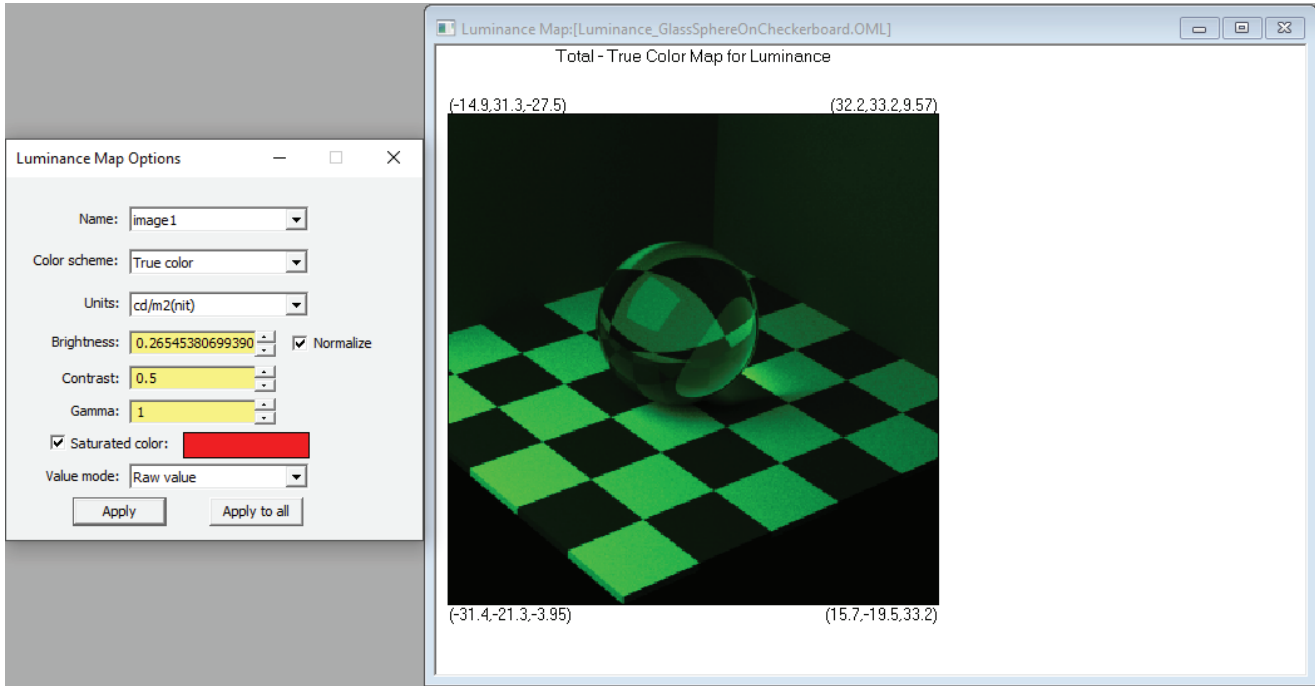 Luminance Map Options
Name: image1
Color scheme: True color
Units: cd/m2(nit)
Brightness: 0.26545380699390 Normalize
Contrast: 0.5
Gamma: 1
Saturated color:
Value mode: Raw value
Apply Apply to all
Luminance Map:[Luminance_GlassSphereOnCheckerboard.OML]
Total - True Color Map for Luminance
(-14.9,31.3,-27.5) (32.2,33.2,9.57)
(-31.4,-21.3,-3.95) (15.7,-19.5,33.2)